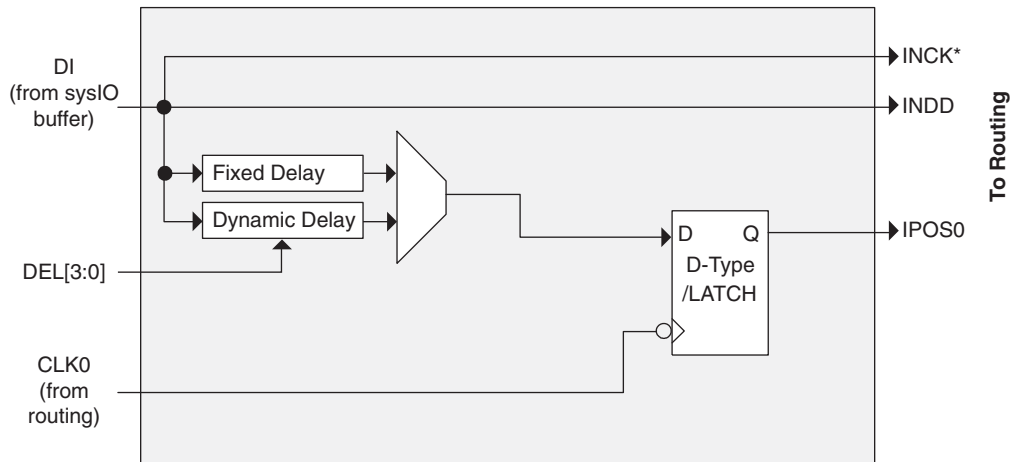 DI
(from sysIO
buffer)
INCK*
INDD
To Routing
Fixed Delay
Dynamic Delay
DEL[3:0]
D Q
D-Type
/LATCH
IPOS0
CLK0
(from
routing)